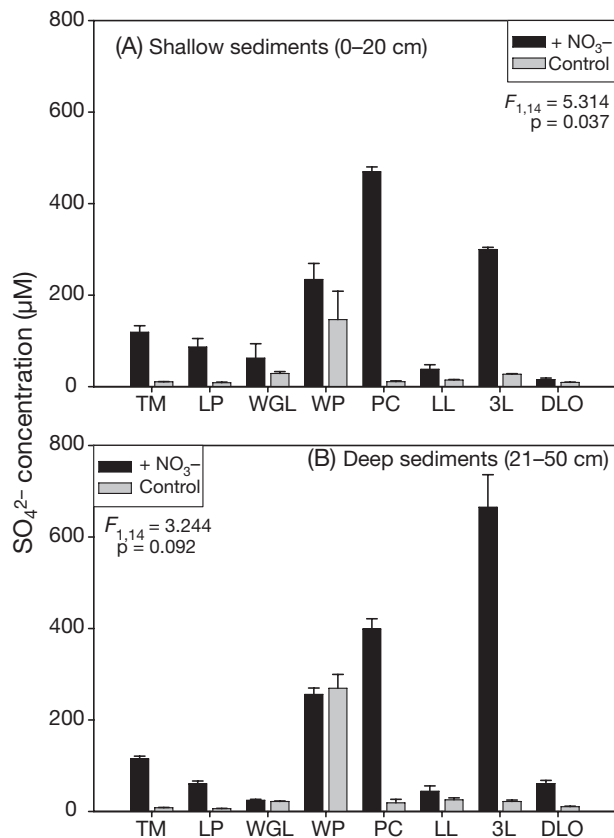 800
(A) Shallow sediments (0–20 cm)
+ NO₃–
Control
F₁,₁₄ = 5.314
p = 0.037
600
400
200
0
TM LP WGL WP PC LL 3L DLO
SO₄²⁻ concentration (µM)
800
+ NO₃–
Control
(B) Deep sediments (21–50 cm)
F₁,₁₄ = 3.244
p = 0.092
600
400
200
0
TM LP WGL WP PC LL 3L DLO